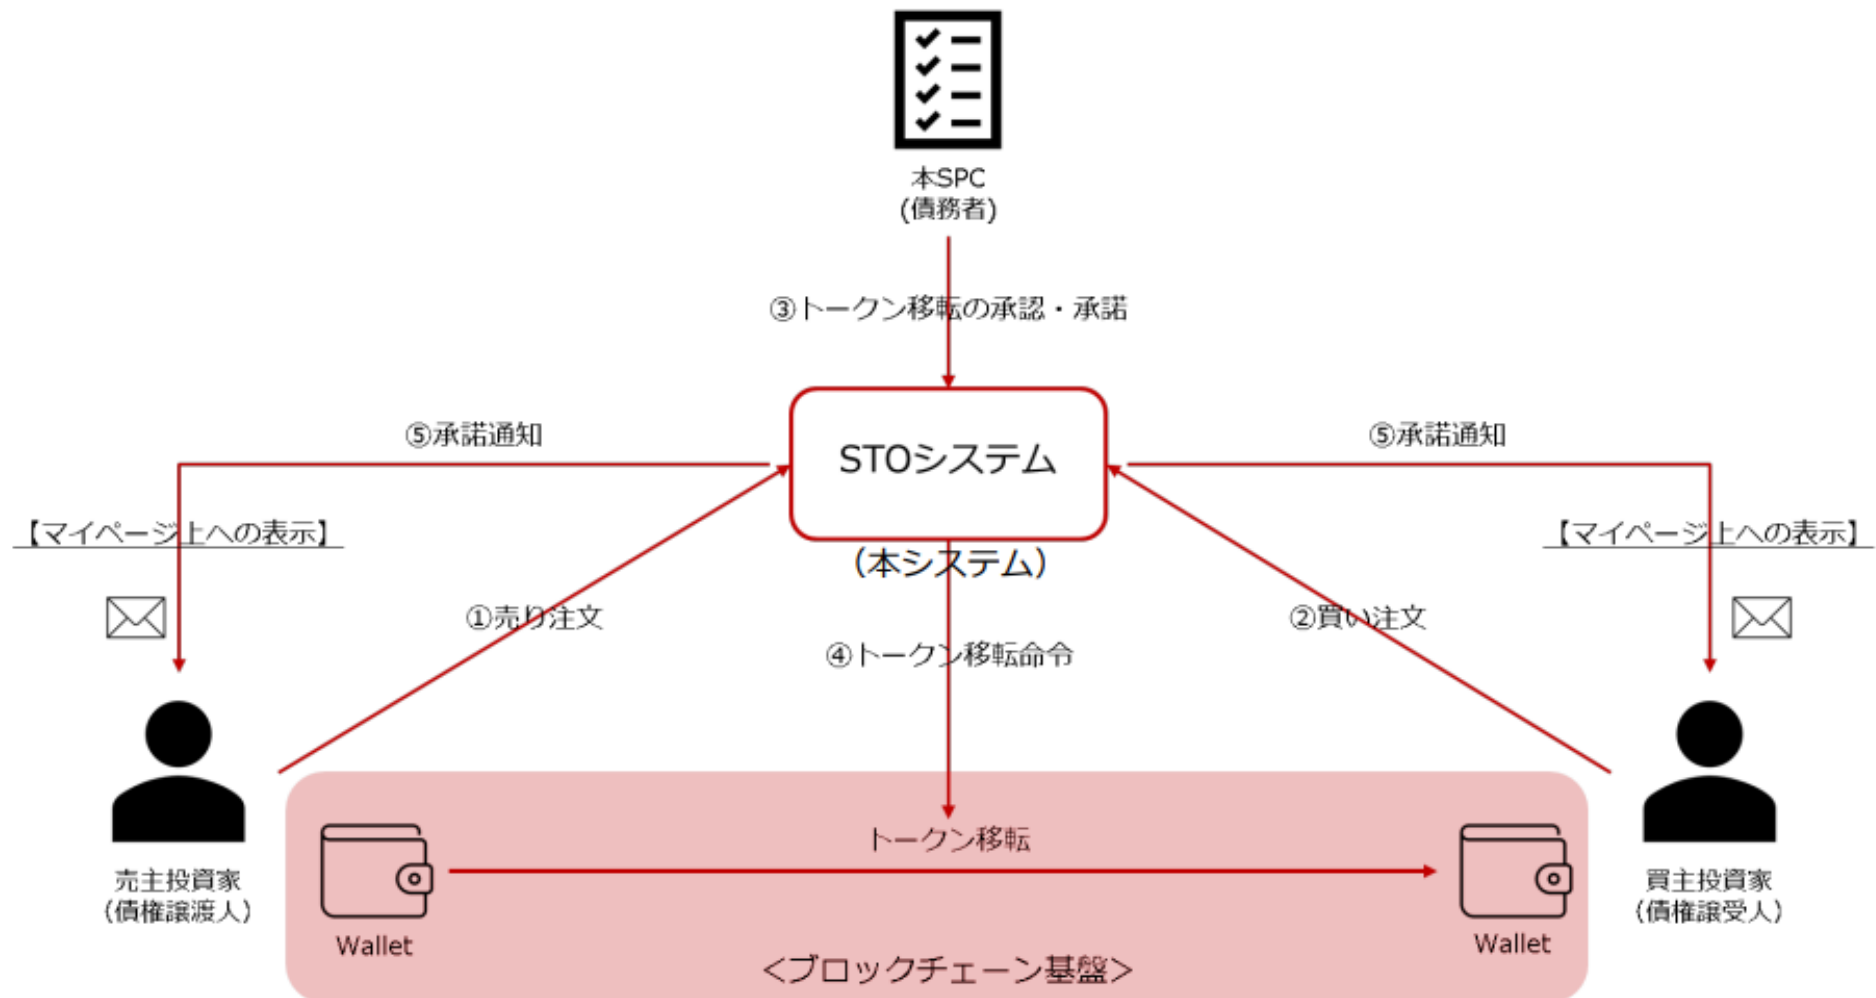 本SPC
(債務者)
③トークン移転の承認・承諾
⑤承諾通知
STOシステム
⑤承諾通知
【マイページ上への表示】
(本システム)
【マイページ上への表示】
①売り注文
②買い注文
④トークン移転命令
トークン移転
売主投資家
(債権譲渡人)
買主投資家
(債権譲受人)
Wallet
Wallet
<ブロックチェーン基盤>